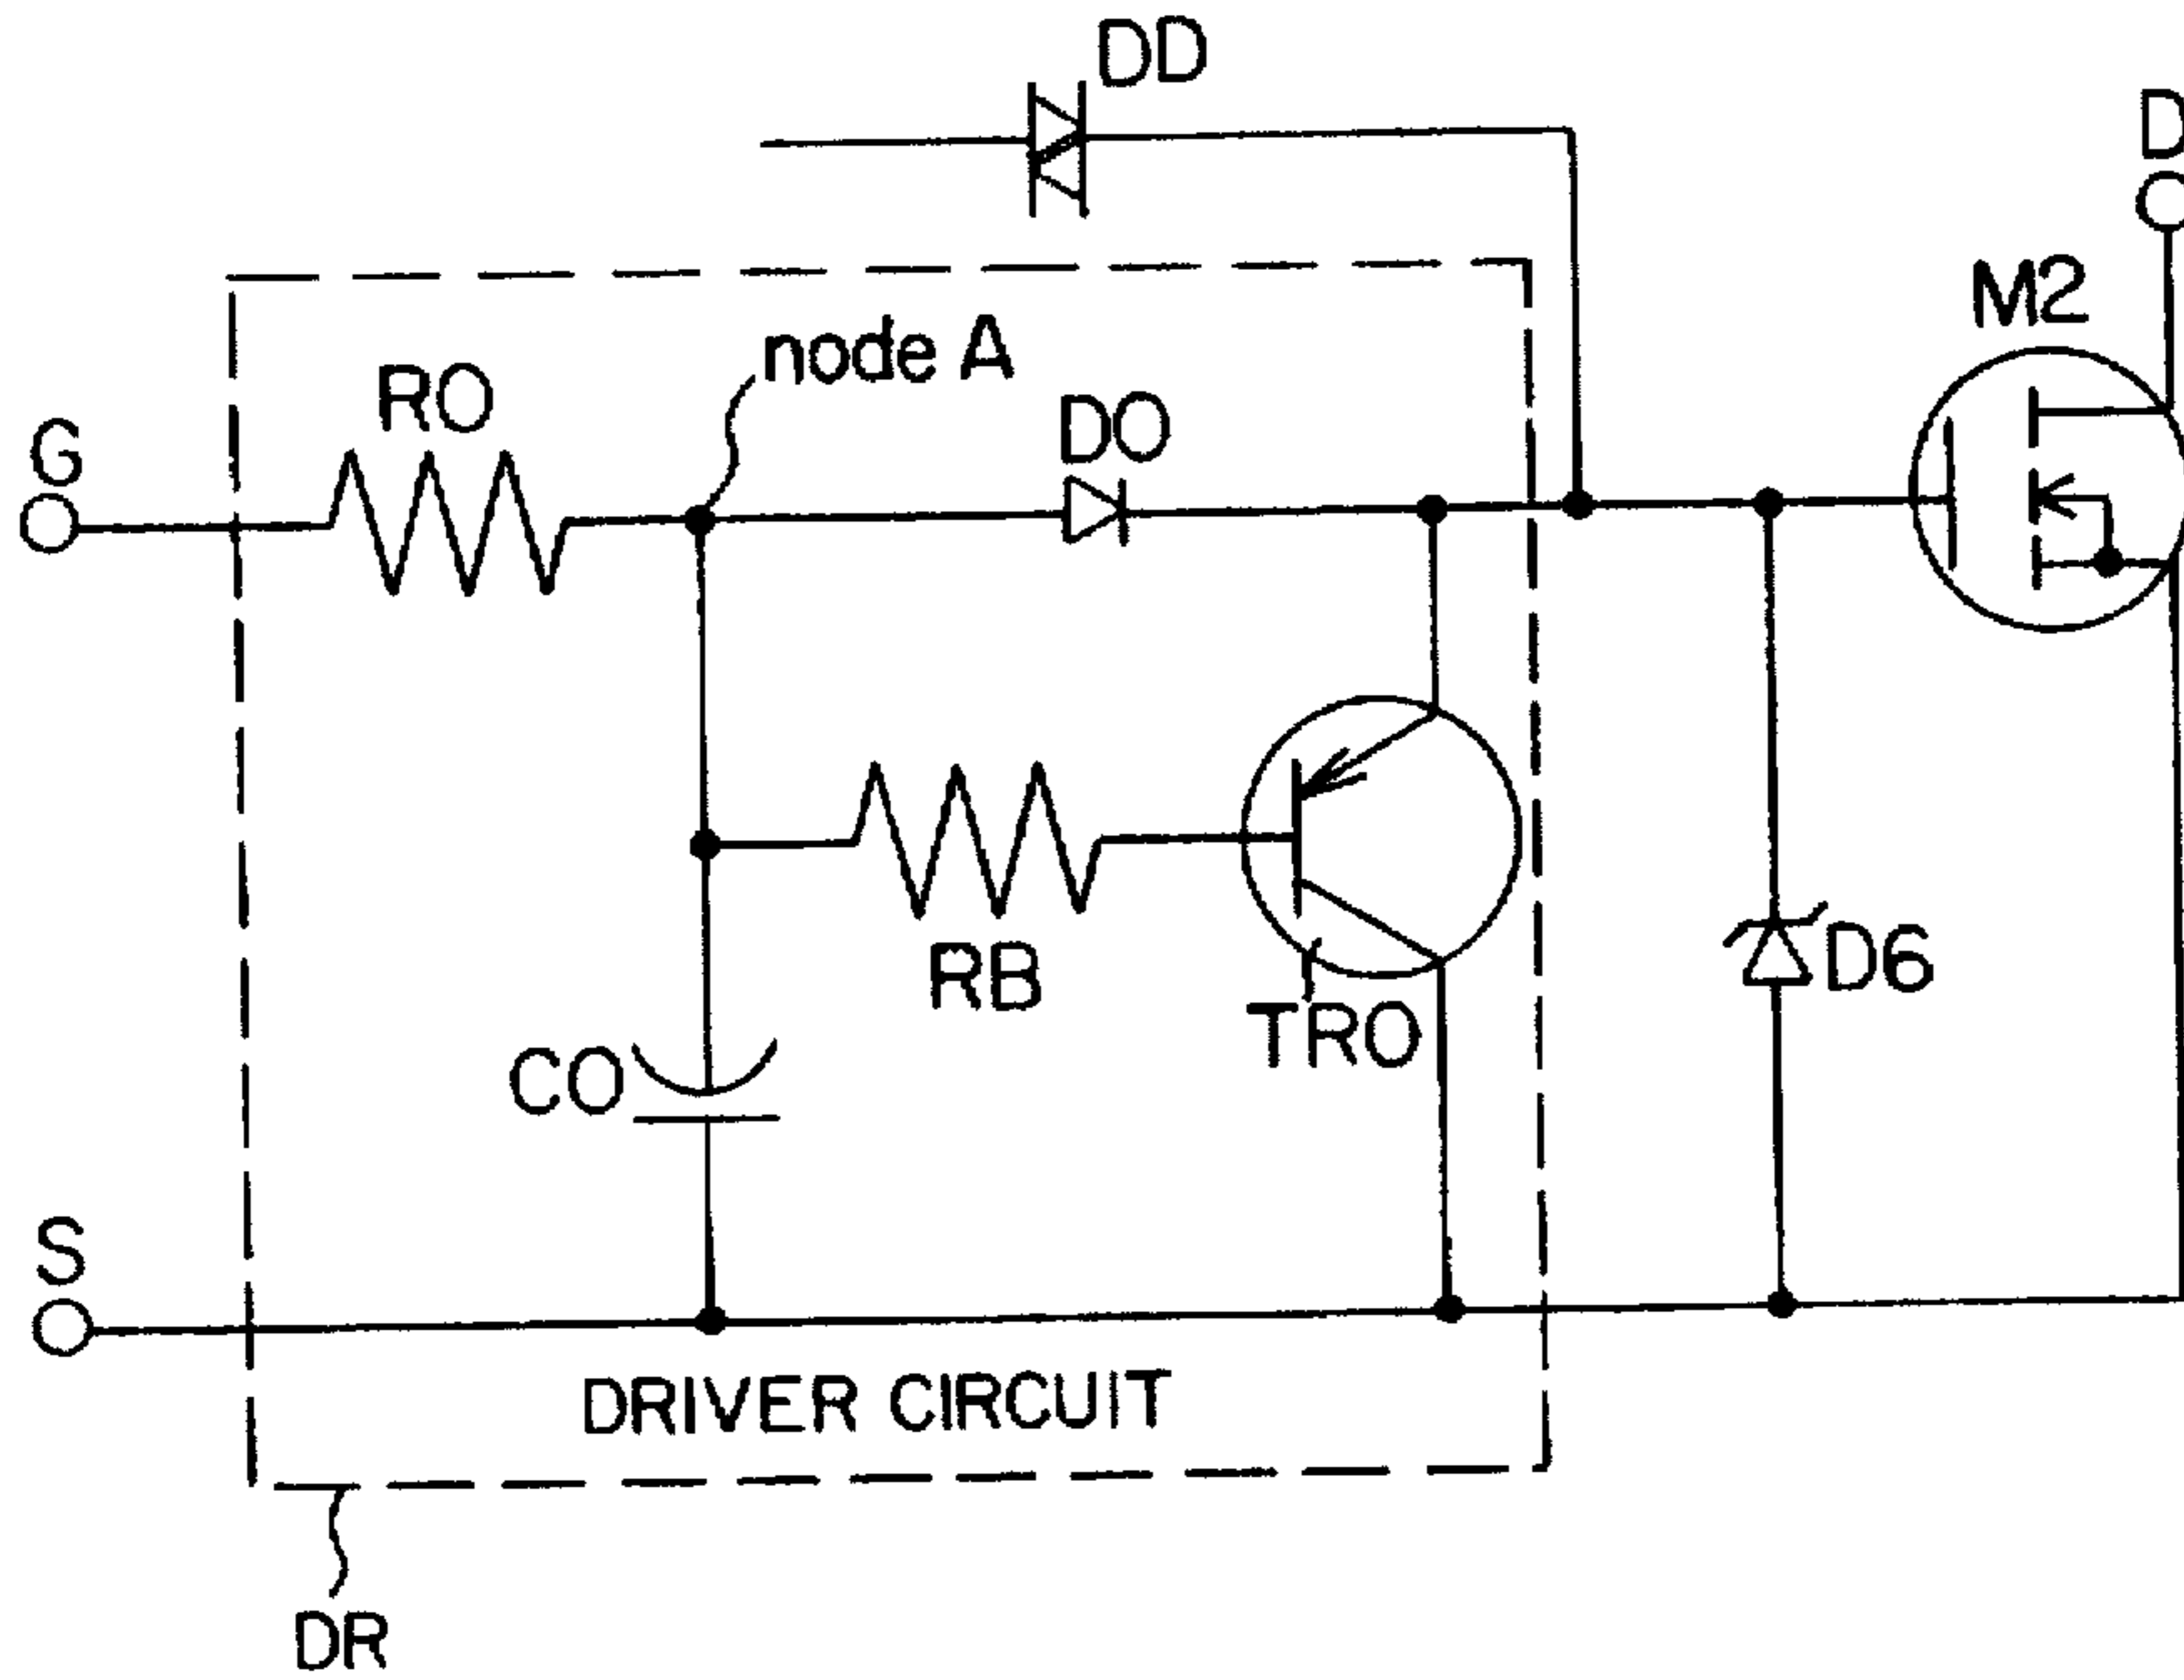 DD
D
M2
node A
RO
DO
G
D6
RB
TRO
CO
S
DRIVER CIRCUIT
DR